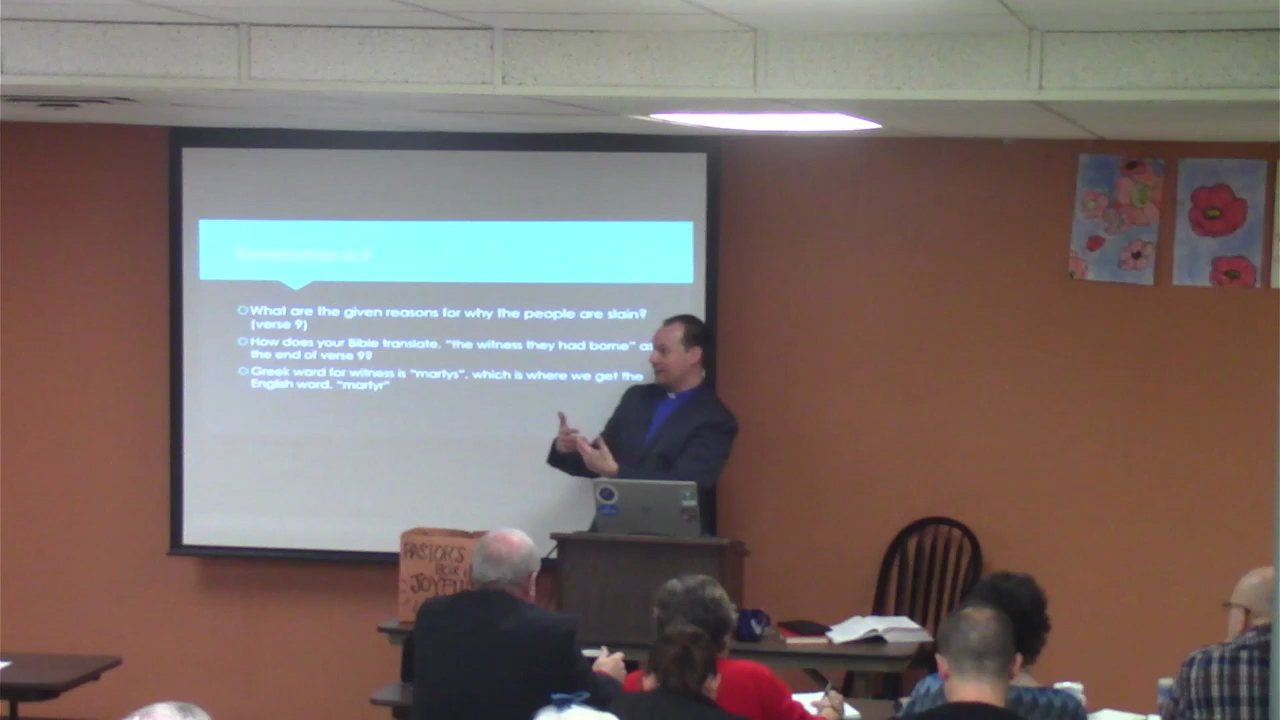 What are the given reasons for why the people are slain?
(verse 9)
How does your Bible translate, "the witness they had borne" at
the end of verse 9?
Greek word for witness is "martys", which is where we get the
English word, "martyr"
PASTOR'S
BOX